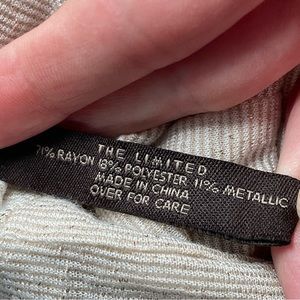 THE LIMITED
71% RAYON 18% POLYESTER 11% METALLIC
MADE IN CHINA
OVER FOR CARE